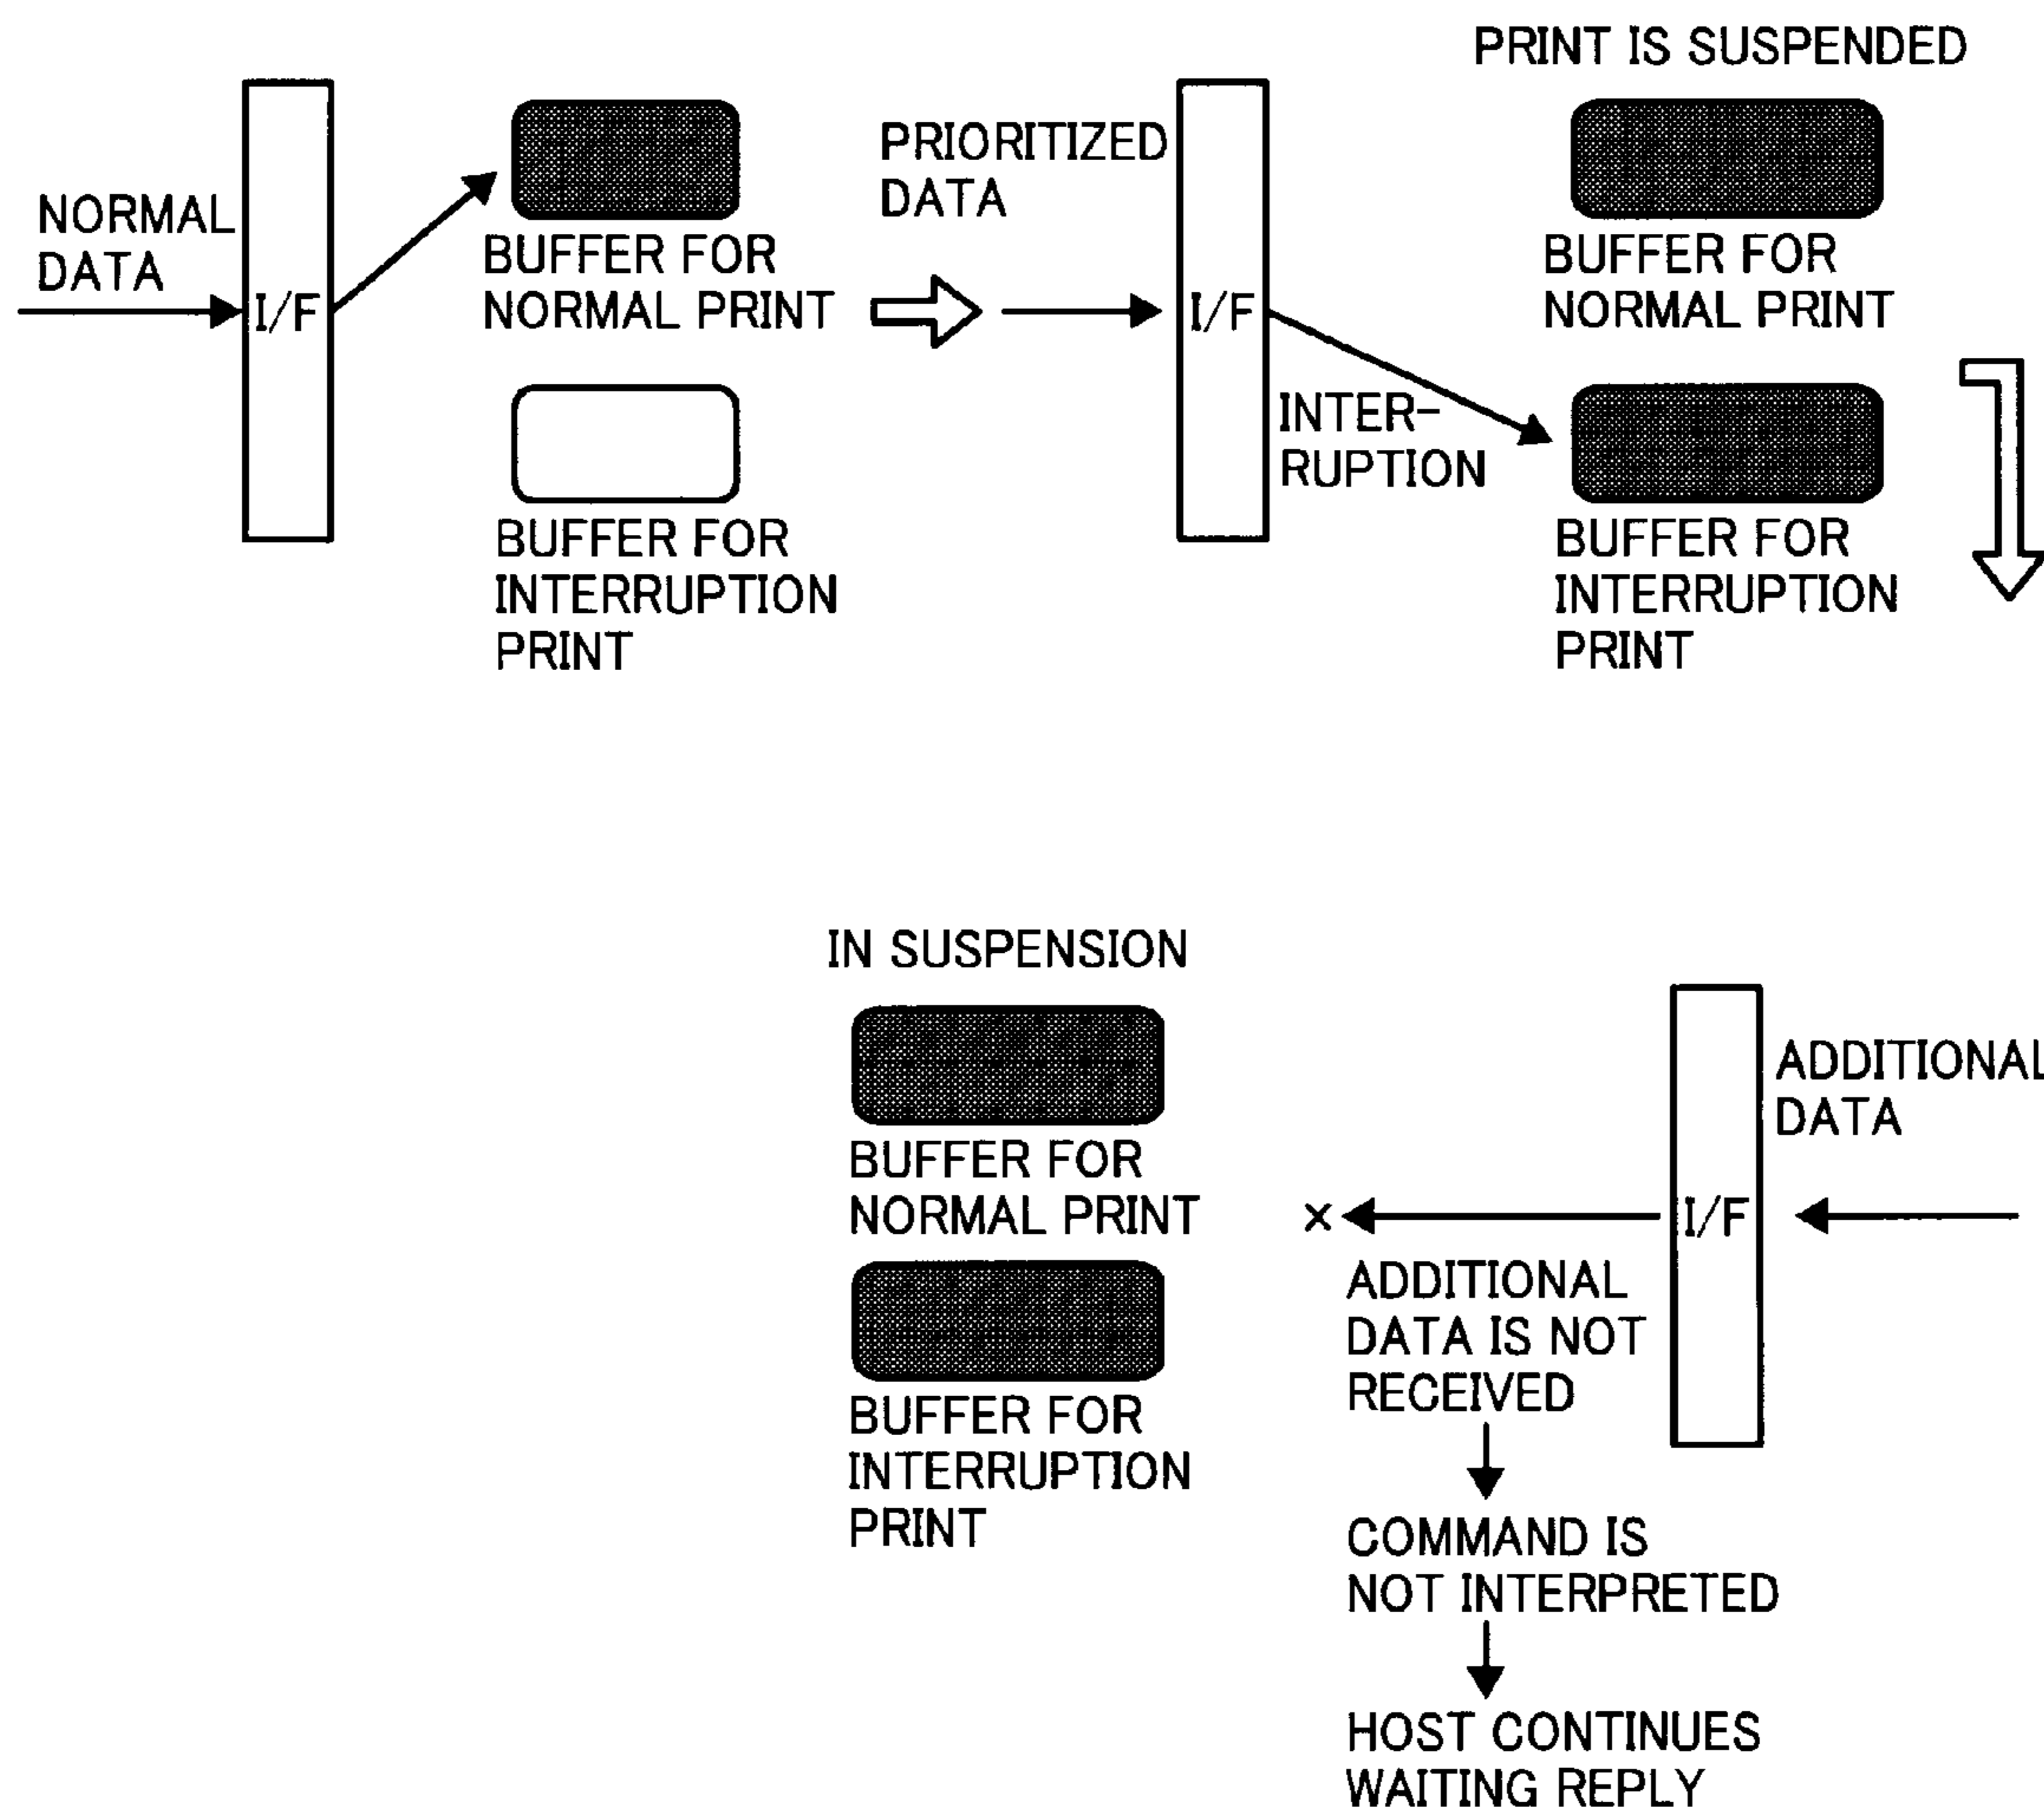 PRINT IS SUSPENDED
NORMAL
DATA
I/F
BUFFER FOR
NORMAL PRINT
BUFFER FOR
INTERRUPTION
PRINT
PRIORITIZED
DATA
I/F
INTER-
RUPTION
BUFFER FOR
NORMAL PRINT
BUFFER FOR
INTERRUPTION
PRINT
IN SUSPENSION
BUFFER FOR
NORMAL PRINT
BUFFER FOR
INTERRUPTION
PRINT
×
I/F
ADDITIONAL
DATA
ADDITIONAL
DATA IS NOT
RECEIVED
COMMAND IS
NOT INTERPRETED
HOST CONTINUES
WAITING REPLY